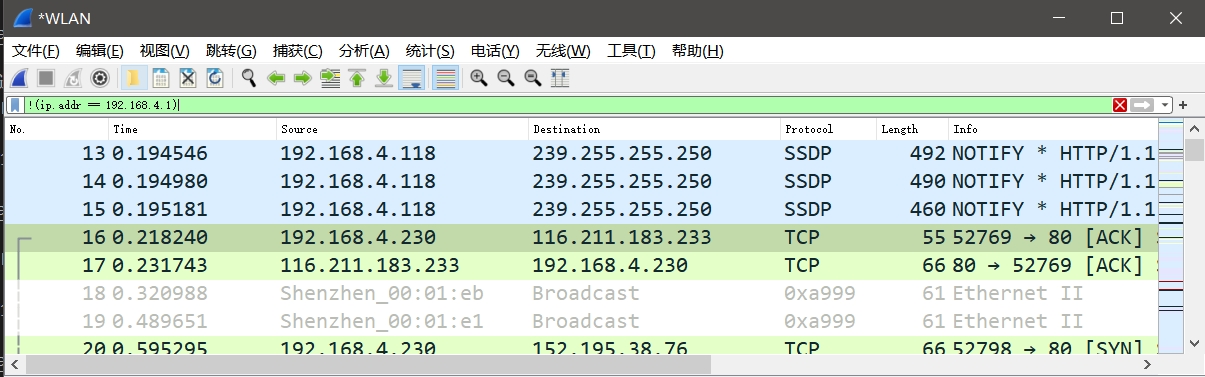 *WLAN
文件(F) 编辑(E) 视图(V) 跳转(G) 捕获(C) 分析(A) 统计(S) 电话(Y) 无线(W) 工具(T) 帮助(H)
!(ip.addr == 192.168.4.1)
No. Time Source Destination Protocol Length Info
13 0.194546 192.168.4.118 239.255.255.250 SSDP 492 NOTIFY * HTTP/1.1
14 0.194980 192.168.4.118 239.255.255.250 SSDP 490 NOTIFY * HTTP/1.1
15 0.195181 192.168.4.118 239.255.255.250 SSDP 460 NOTIFY * HTTP/1.1
16 0.218240 192.168.4.230 116.211.183.233 TCP 55 52769 → 80 [ACK]
17 0.231743 116.211.183.233 192.168.4.230 TCP 66 80 → 52769 [ACK]
18 0.320988 Shenzhen_00:01:eb Broadcast 0xa999 61 Ethernet II
19 0.489651 Shenzhen_00:01:e1 Broadcast 0xa999 61 Ethernet II
20 0.595295 192.168.4.230 152.195.38.76 TCP 66 52798 → 80 [SYN]